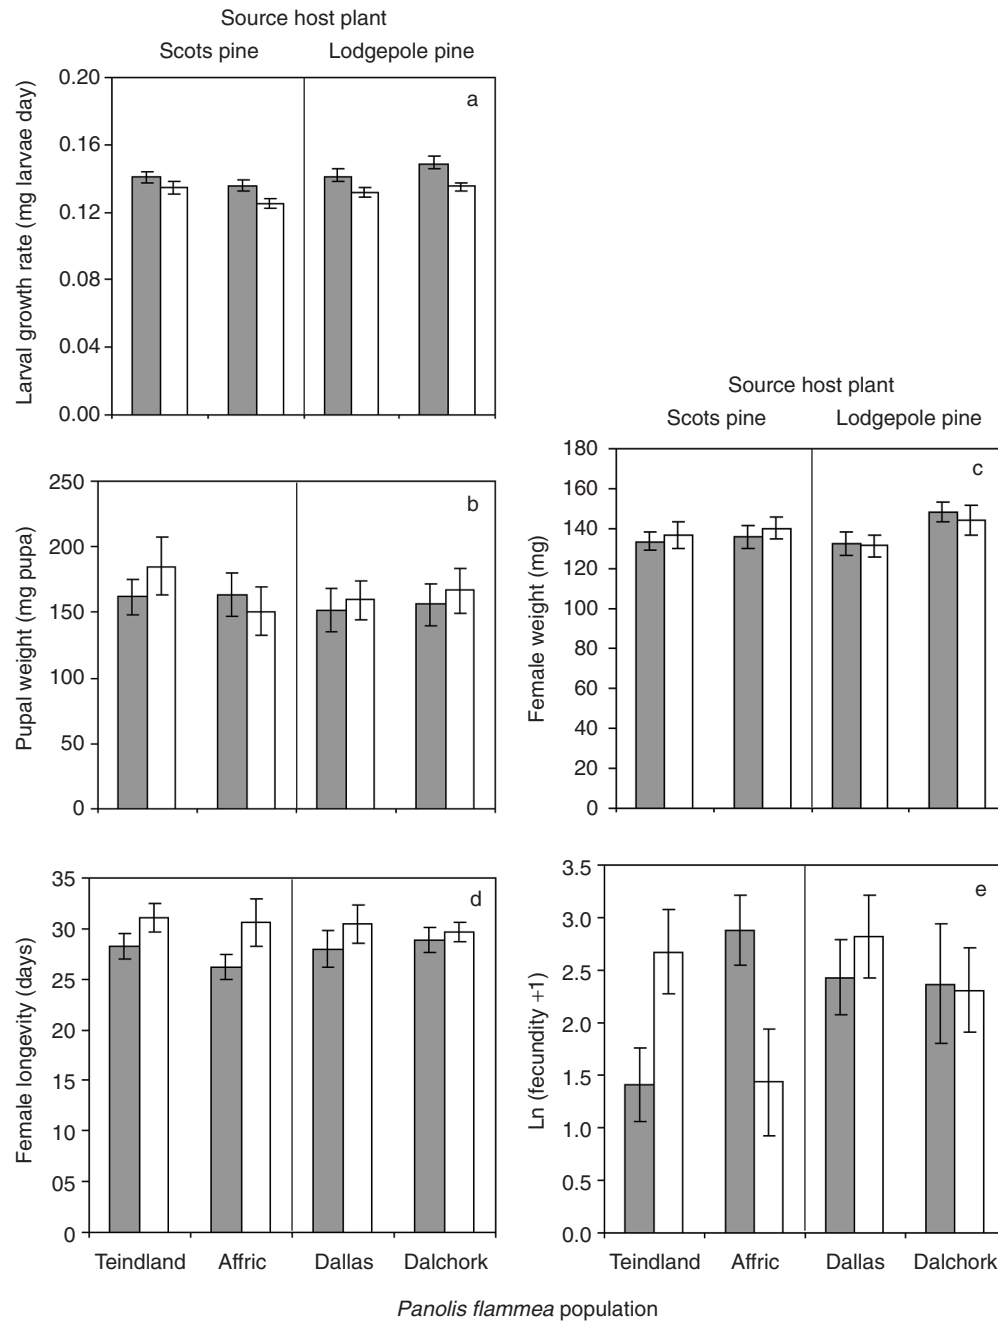 Source host plant
Scots pine Lodgepole pine
a
Larval growth rate (mg larvae day)
0.20
0.16
0.12
0.08
0.04
0.00
b
Pupal weight (mg pupa)
250
200
150
100
50
0
Source host plant
Scots pine Lodgepole pine
c
Female weight (mg)
180
160
140
120
100
80
60
40
20
0
d
Female longevity (days)
35
30
25
20
15
10
05
0
Teindland Affric Dallas Dalchork
e
Ln (fecundity +1)
3.5
3.0
2.5
2.0
1.5
1.0
0.5
0.0
Teindland Affric Dallas Dalchork
Panolis flammea population